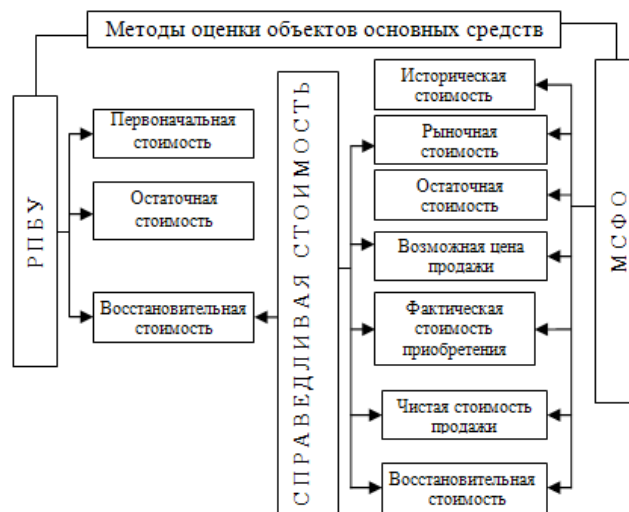 Методы оценки объектов основных средств
РПБУ
Первоначальная
стоимость
Остаточная
стоимость
Восстановительная
стоимость
СПРАВЕДЛИВАЯ СТОИМОСТЬ
Историческая
стоимость
Рыночная
стоимость
Остаточная
стоимость
Возможная цена
продажи
Фактическая
стоимость
приобретения
Чистая стоимость
продажи
Восстановительная
стоимость
МСФО